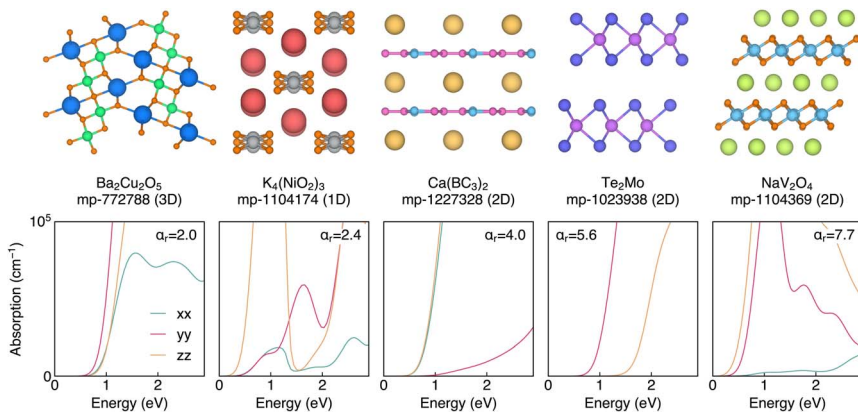 Ba₂Cu₂O₅
mp-772788 (3D)
K₄(NiO₂)₃
mp-1104174 (1D)
Ca(BC₃)₂
mp-1227328 (2D)
Te₂Mo
mp-1023938 (2D)
NaV₂O₄
mp-1104369 (2D)
Absorption (cm⁻¹)
10⁵
0
αᵣ=2.0
xx
yy
zz
αᵣ=2.4
αᵣ=4.0
αᵣ=5.6
αᵣ=7.7
0 1 2
0 1 2
0 1 2
0 1 2
0 1 2
Energy (eV)
Energy (eV)
Energy (eV)
Energy (eV)
Energy (eV)